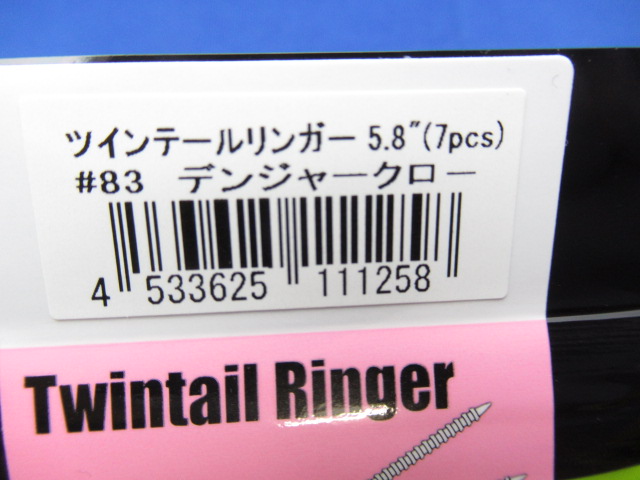 ツインテールリンガー 5.8"(7pcs)
#83 デンジャークロー
4 533625 111258
Twintail Ringer